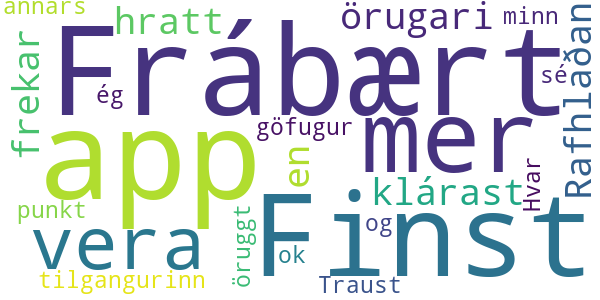 annars
hratt
örugari
minn
Frábært
sé
ég
frekar
göfugur
mer
Rafhlaðan
app
en
klárast
Hvar
punkt
öruggt
Finst
og
vera
ok
tilgangurinn
Traust